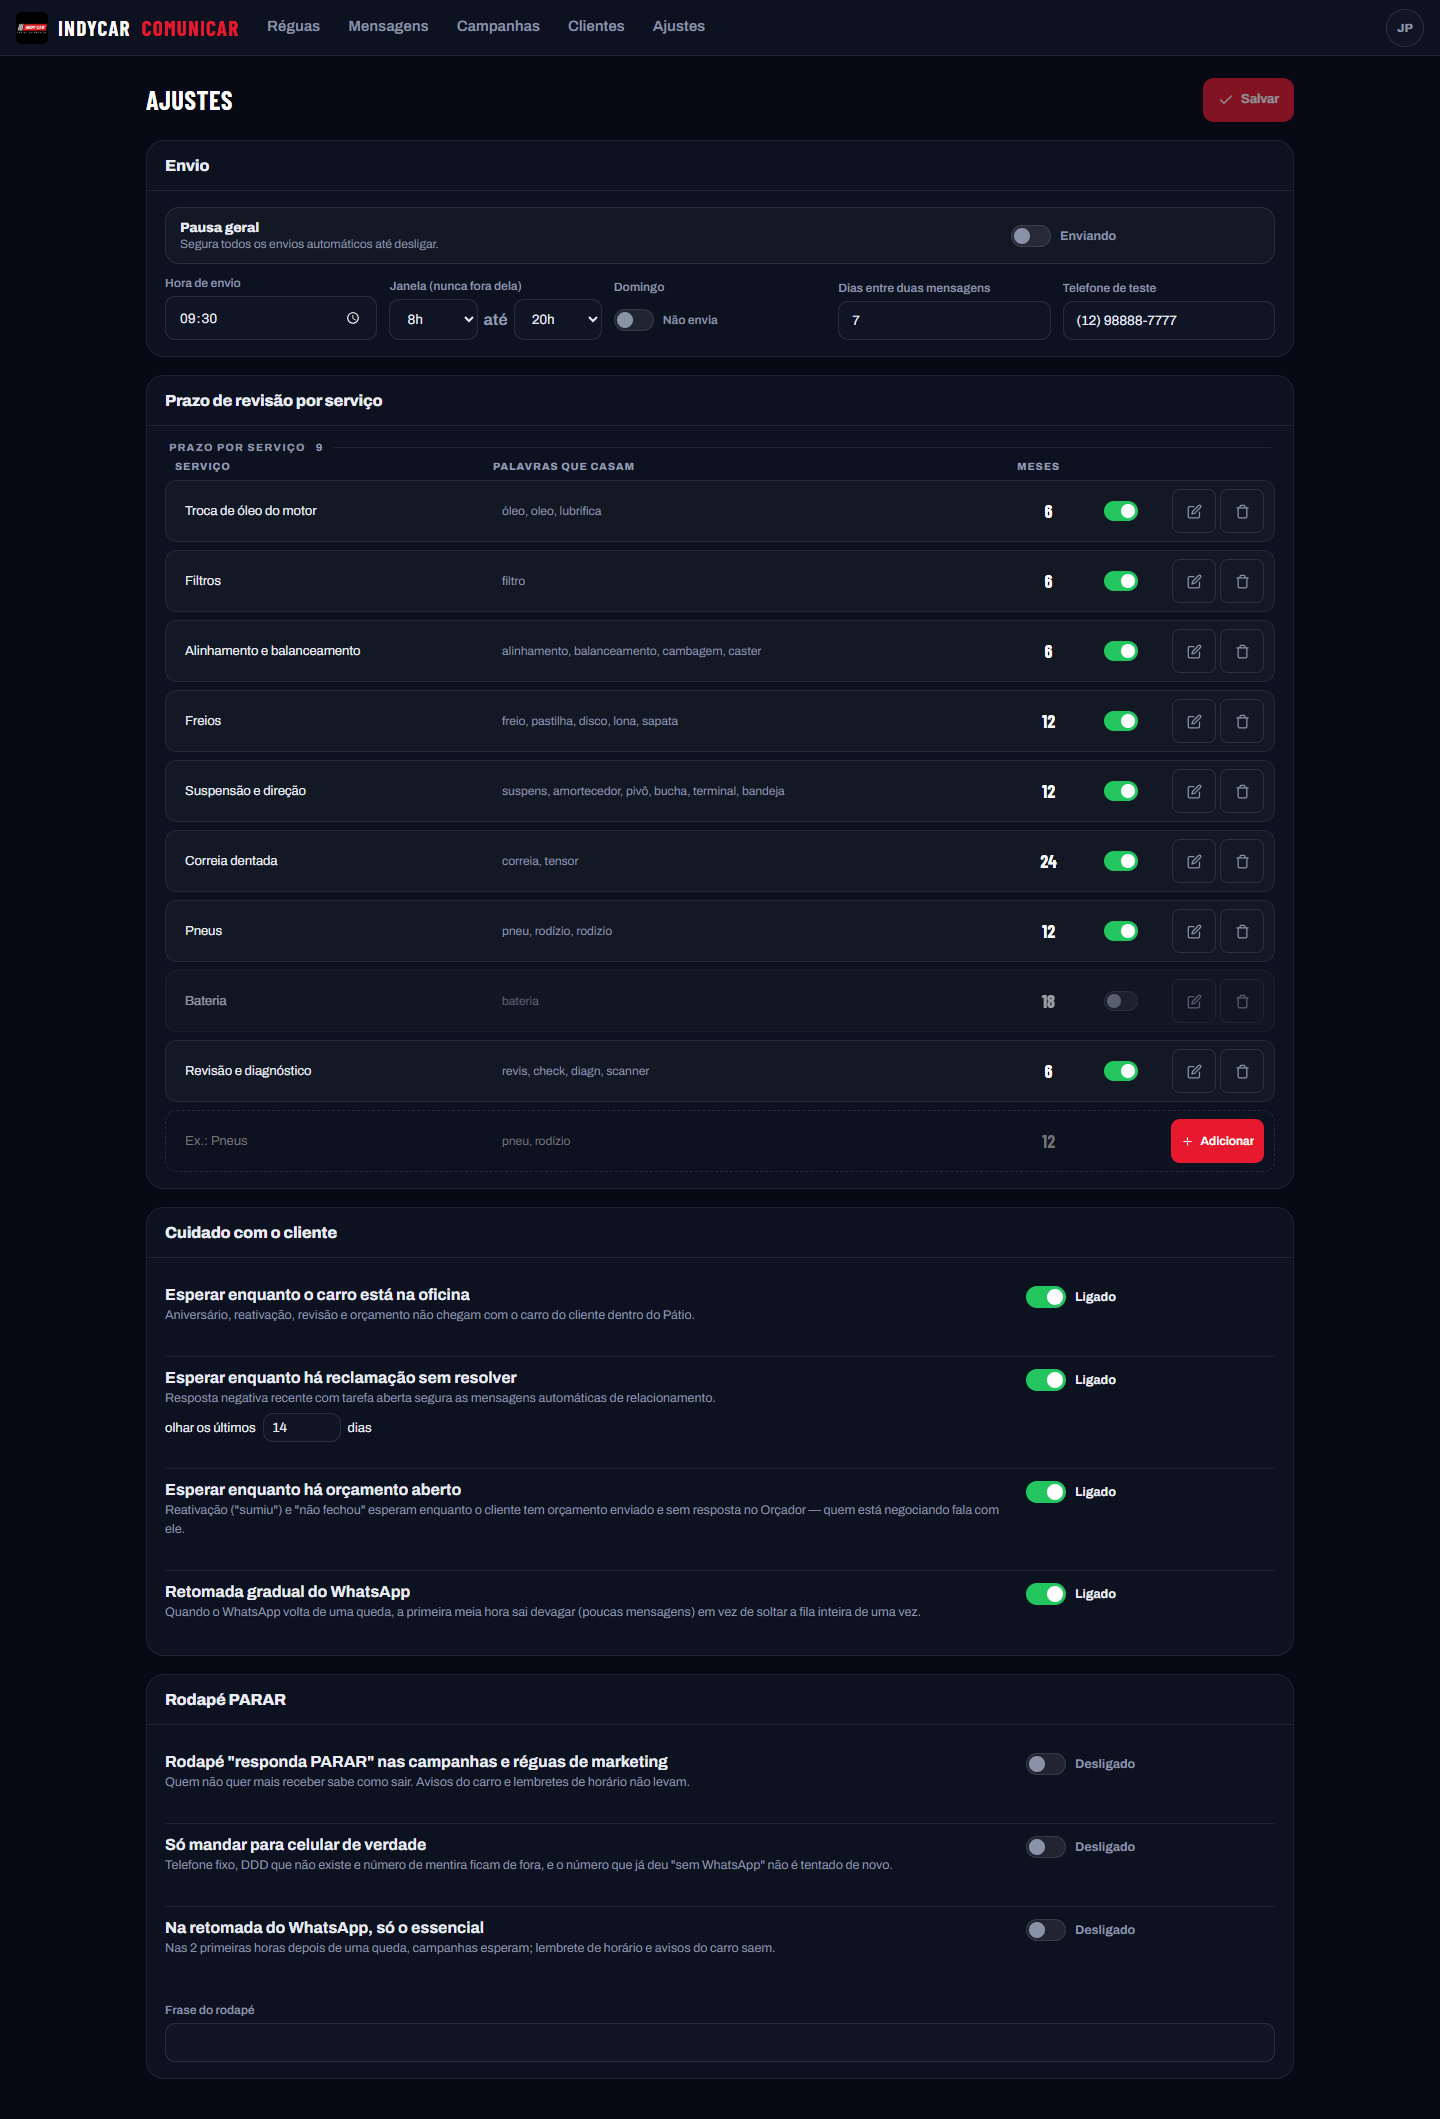 INDYCAR COMUNICAR
Réguas
Mensagens
Campanhas
Clientes
Ajustes
JP
AJUSTES
Salvar
Envio
Pausa geral
Segura todos os envios automáticos até desligar.
Enviando
Hora de envio
Janela (nunca fora dela)
Domingo
Dias entre duas mensagens
Telefone de teste
09:30
8h
até
20h
Não envia
7
(12) 98888-7777
Prazo de revisão por serviço
PRAZO POR SERVIÇO 9
SERVIÇO
PALAVRAS QUE CASAM
MESES
Troca de óleo do motor
óleo, oleo, lubrifica
6
Filtros
filtro
6
Alinhamento e balanceamento
alinhamento, balanceamento, cambagem, caster
6
Freios
freio, pastilha, disco, lona, sapata
12
Suspensão e direção
suspens, amortecedor, pivô, bucha, terminal, bandeja
12
Correia dentada
correia, tensor
24
Pneus
pneu, rodízio, rodizio
12
Bateria
bateria
18
Revisão e diagnóstico
revis, check, diagn, scanner
6
Ex.: Pneus
pneu, rodízio
12
Adicionar
Cuidado com o cliente
Esperar enquanto o carro está na oficina
Aniversário, reativação, revisão e orçamento não chegam com o carro do cliente dentro do Pátio.
Ligado
Esperar enquanto há reclamação sem resolver
Resposta negativa recente com tarefa aberta segura as mensagens automáticas de relacionamento.
olhar os últimos 14 dias
Ligado
Esperar enquanto há orçamento aberto
Reativação ("sumiu") e "não fechou" esperam enquanto o cliente tem orçamento enviado e sem resposta no Orçador — quem está negociando fala com
ele.
Ligado
Retomada gradual do WhatsApp
Quando o WhatsApp volta de uma queda, a primeira meia hora sai devagar (poucas mensagens) em vez de soltar a fila inteira de uma vez.
Ligado
Rodapé PARAR
Rodapé "responda PARAR" nas campanhas e réguas de marketing
Quem não quer mais receber sabe como sair. Avisos do carro e lembretes de horário não levam.
Desligado
Só mandar para celular de verdade
Telefone fixo, DDD que não existe e número de mentira ficam de fora, e o número que já deu "sem WhatsApp" não é tentado de novo.
Desligado
Na retomada do WhatsApp, só o essencial
Nas 2 primeiras horas depois de uma queda, campanhas esperam; lembrete de horário e avisos do carro saem.
Desligado
Frase do rodapé